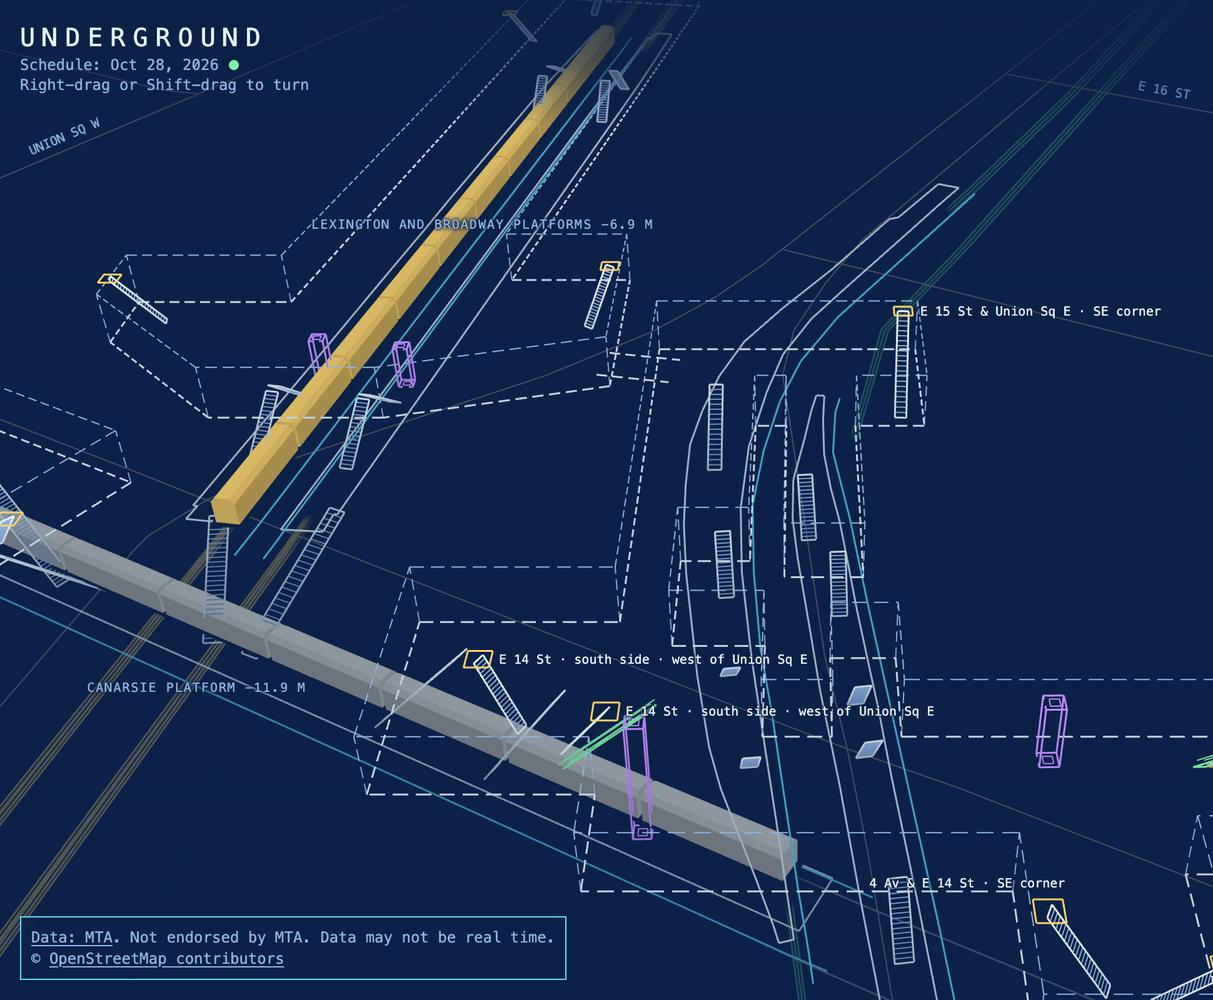 UNDERGROUND
Schedule: Oct 28, 2026
Right-drag or Shift-drag to turn
E 16 ST
UNION SQ W
LEXINGTON AND BROADWAY PLATFORMS −6.9 M
E 15 St & Union Sq E · SE corner
E 14 St · south side · west of Union Sq E
CANARSIE PLATFORM −11.9 M
E 14 St · south side · west of Union Sq E
4 Av & E 14 St · SE corner
Data: MTA. Not endorsed by MTA. Data may not be real time.
© OpenStreetMap contributors